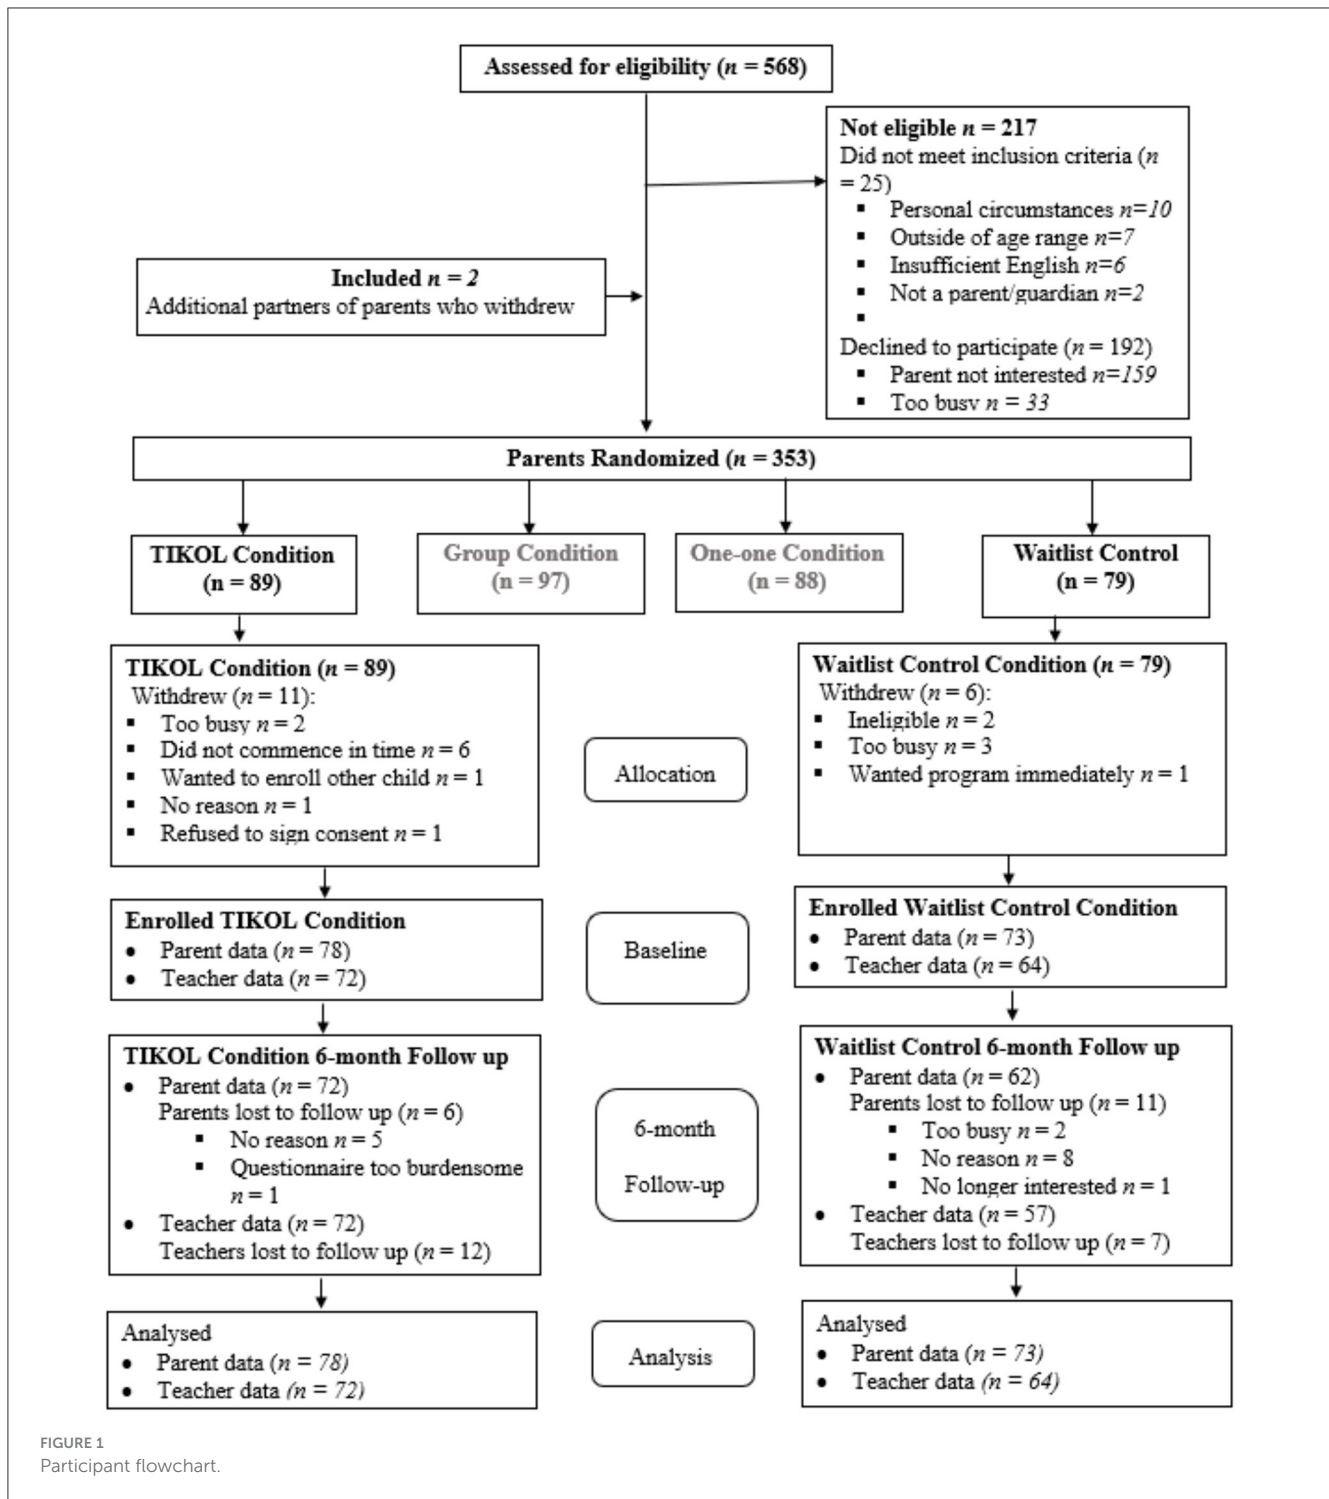 Assessed for eligibility (n = 568)
Not eligible n = 217
Did not meet inclusion criteria (n
= 25)
▪ Personal circumstances n=10
▪ Outside of age range n=7
▪ Insufficient English n=6
▪ Not a parent/guardian n=2
▪
Declined to participate (n = 192)
▪ Parent not interested n=159
▪ Too busy n = 33
Included n = 2
Additional partners of parents who withdrew
Parents Randomized (n = 353)
TIKOL Condition
(n = 89)
Group Condition
(n = 97)
One-one Condition
(n = 88)
Waitlist Control
(n = 79)
TIKOL Condition (n = 89)
Withdrew (n = 11):
▪ Too busy n = 2
▪ Did not commence in time n = 6
▪ Wanted to enroll other child n = 1
▪ No reason n = 1
▪ Refused to sign consent n = 1
Allocation
Waitlist Control Condition (n = 79)
Withdrew (n = 6):
▪ Ineligible n = 2
▪ Too busy n = 3
▪ Wanted program immediately n = 1
Enrolled TIKOL Condition
● Parent data (n = 78)
● Teacher data (n = 72)
Baseline
Enrolled Waitlist Control Condition
● Parent data (n = 73)
● Teacher data (n = 64)
TIKOL Condition 6-month Follow up
● Parent data (n = 72)
Parents lost to follow up (n = 6)
▪ No reason n = 5
▪ Questionnaire too burdensome
n = 1
● Teacher data (n = 72)
Teachers lost to follow up (n = 12)
6-month
Follow-up
Waitlist Control 6-month Follow up
● Parent data (n = 62)
Parents lost to follow up (n = 11)
▪ Too busy n = 2
▪ No reason n = 8
▪ No longer interested n = 1
● Teacher data (n = 57)
Teachers lost to follow up (n = 7)
Analysed
● Parent data (n = 78)
● Teacher data (n = 72)
Analysis
Analysed
● Parent data (n = 73)
● Teacher data (n = 64)
FIGURE 1
Participant flowchart.